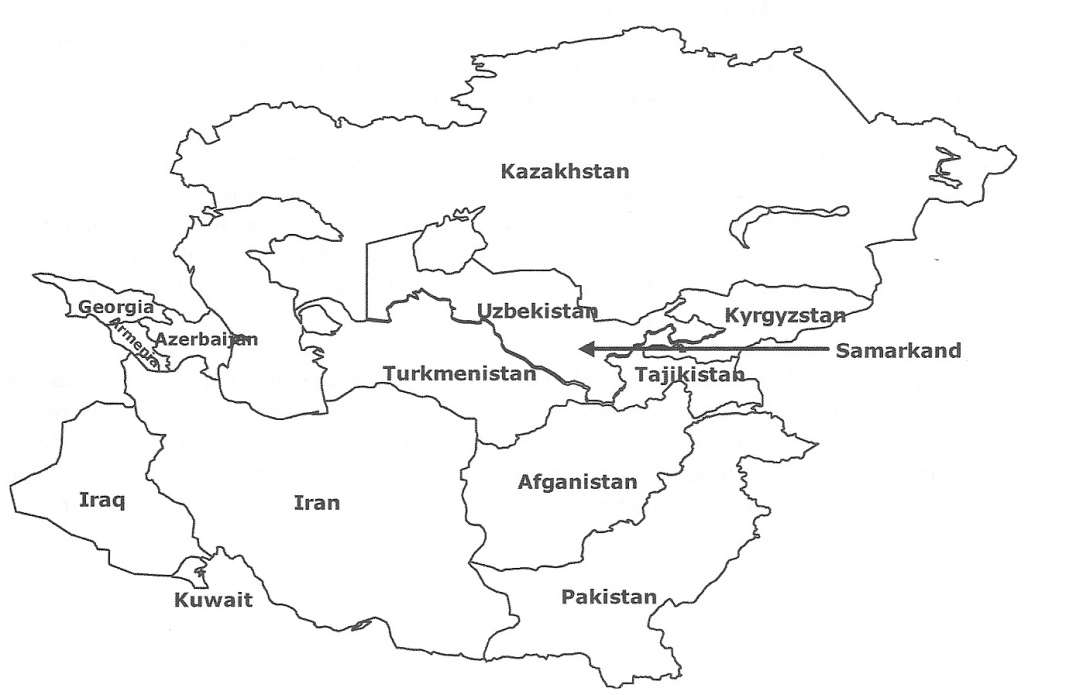 Kazakhstan
Georgia
Uzbekistan
Kyrgyzstan
Armenia
Azerbaijan
Samarkand
Turkmenistan
Tajikistan
Afganistan
Iraq
Iran
Pakistan
Kuwait